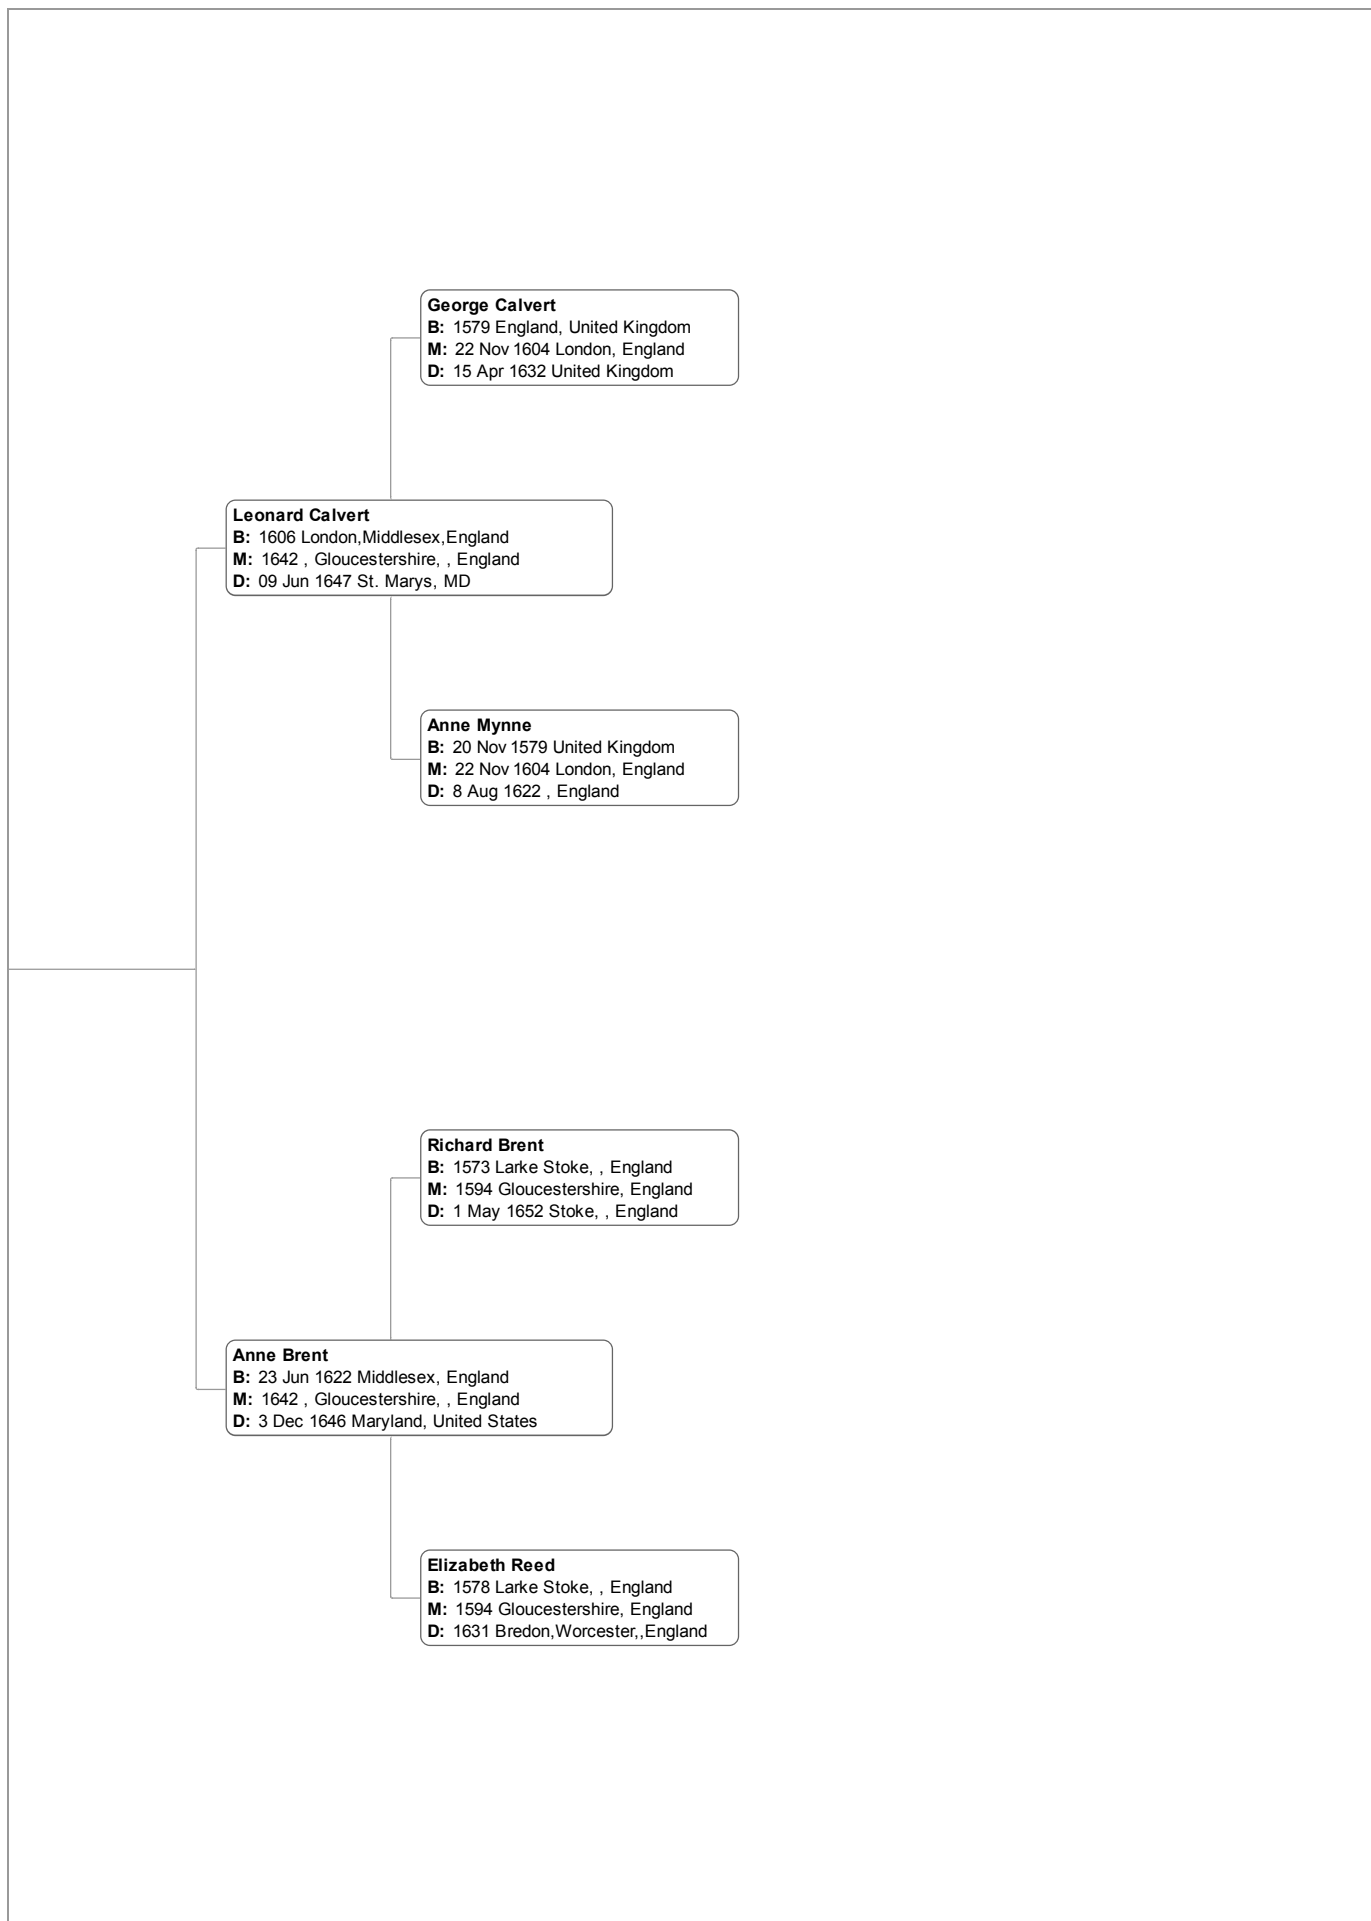 George Calvert
B: 1579 England, United Kingdom
M: 22 Nov 1604 London, England
D: 15 Apr 1632 United Kingdom
Leonard Calvert
B: 1606 London,Middlesex,England
M: 1642 , Gloucestershire, , England
D: 09 Jun 1647 St. Marys, MD
Anne Mynne
B: 20 Nov 1579 United Kingdom
M: 22 Nov 1604 London, England
D: 8 Aug 1622 , England
Richard Brent
B: 1573 Larke Stoke, , England
M: 1594 Gloucestershire, England
D: 1 May 1652 Stoke, , England
Anne Brent
B: 23 Jun 1622 Middlesex, England
M: 1642 , Gloucestershire, , England
D: 3 Dec 1646 Maryland, United States
Elizabeth Reed
B: 1578 Larke Stoke, , England
M: 1594 Gloucestershire, England
D: 1631 Bredon,Worcester,,England